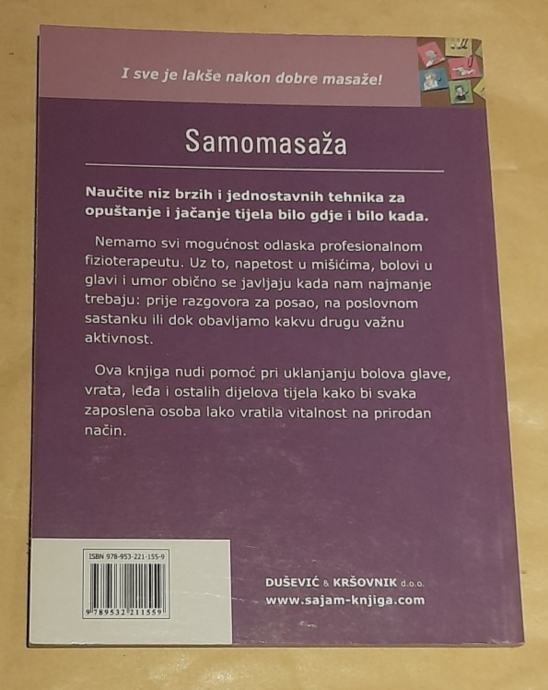 I sve je lakše nakon dobre masaže!
Samomasaža
Naučite niz brzih i jednostavnih tehnika za
opuštanje i jačanje tijela bilo gdje i bilo kada.
Nemamo svi mogućnost odlaska profesionalnom
fizioterapeutu. Uz to, napetost u mišićima, bolovi u
glavi i umor obično se javljaju kada nam najmanje
trebaju: prije razgovora za posao, na poslovnom
sastanku ili dok obavljamo kakvu drugu važnu
aktivnost.
Ova knjiga nudi pomoć pri uklanjanju bolova glave,
vrata, leđa i ostalih dijelova tijela kako bi svaka
zaposlena osoba lako vratila vitalnost na prirodan
način.
ISBN 978-953-221-155-9
9 789532 211559
DUŠEVIĆ & KRŠOVNIK d.o.o.
www.sajam-knjiga.com